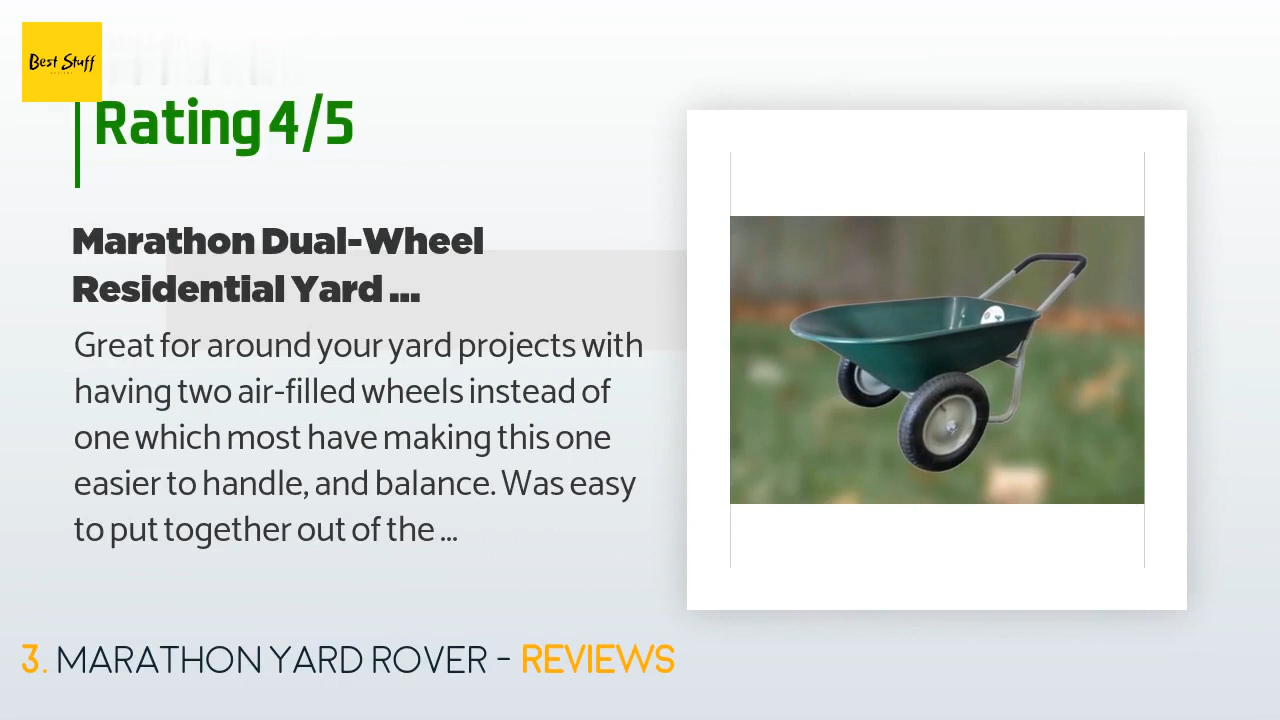 Best Stuff
Rating 4/5
Marathon Dual-Wheel
Residential Yard ...
Great for around your yard projects with
having two air-filled wheels instead of
one which most have making this one
easier to handle, and balance. Was easy
to put together out of the ...
3. MARATHON YARD ROVER - REVIEWS